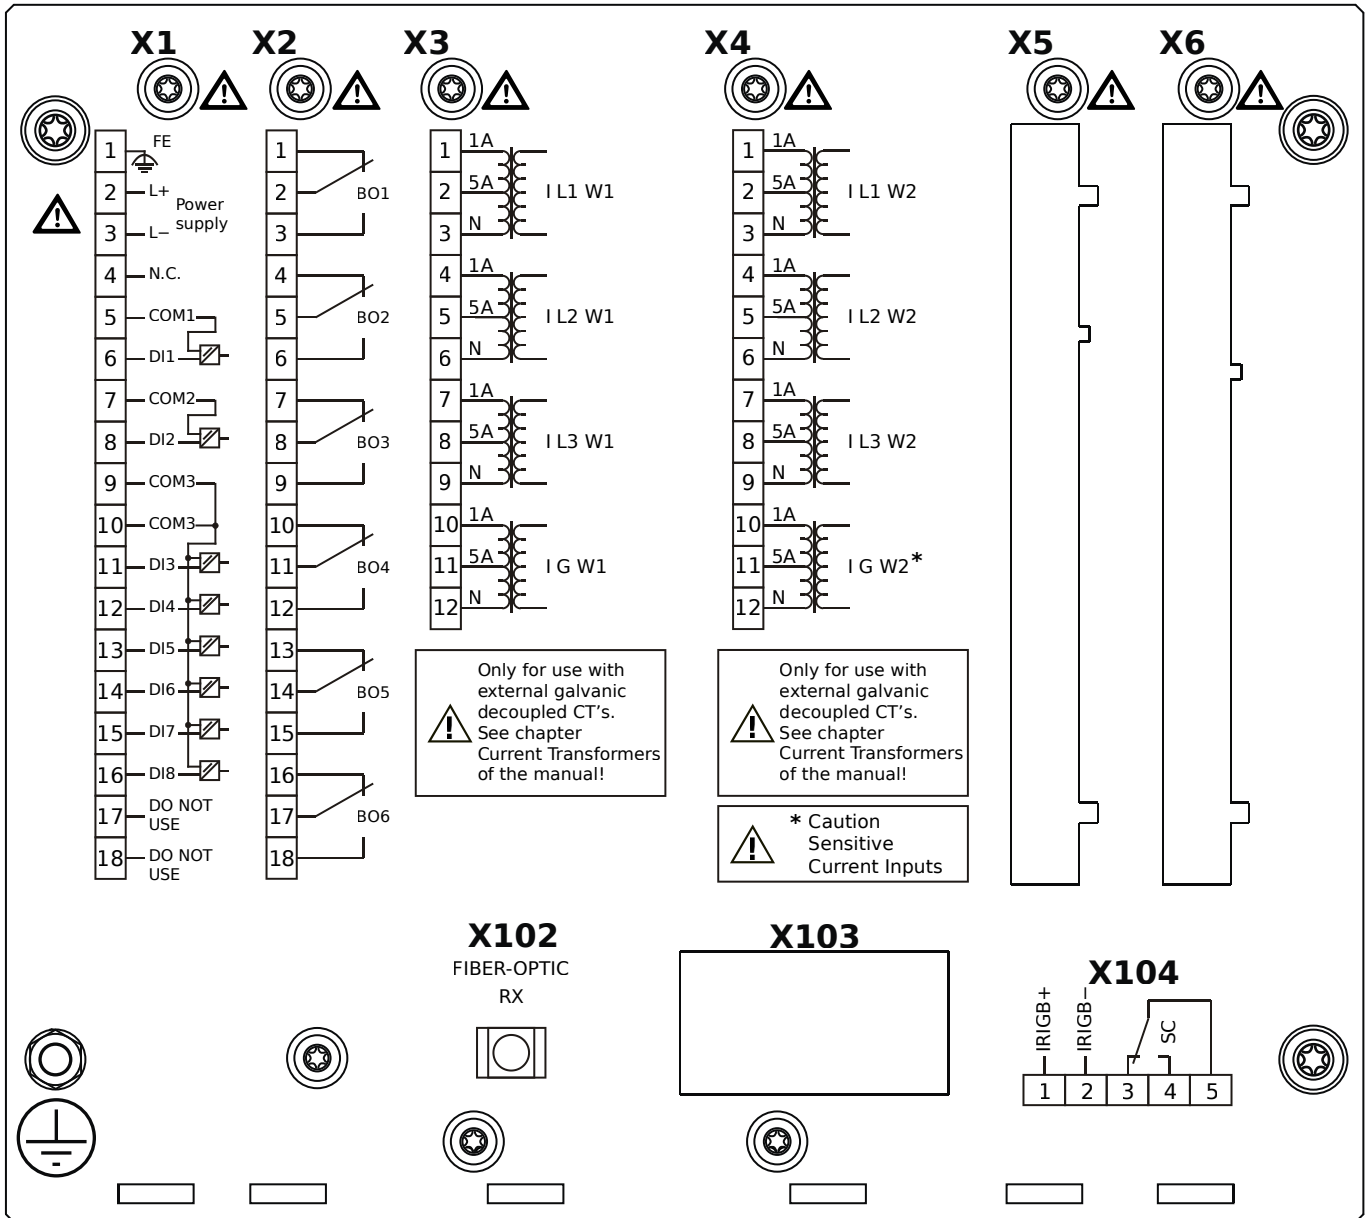 X1
X2
X3
X4
X5
X6
1
FE
2
L+
Power
supply
3
L−
4
N.C.
5
COM1
6
DI1
7
COM2
8
DI2
9
COM3
10
COM3
11
DI3
12
DI4
13
DI5
14
DI6
15
DI7
16
DI8
17
DO NOT
USE
18
DO NOT
USE
1
2
BO1
3
4
5
BO2
6
7
8
BO3
9
10
11
BO4
12
13
14
BO5
15
16
17
BO6
18
1
1A
2
5A
I L1 W1
3
N
4
1A
5
5A
I L2 W1
6
N
7
1A
8
5A
I L3 W1
9
N
10
1A
11
5A
I G W1
12
N
Only for use with
external galvanic
decoupled CT's.
See chapter
Current Transformers
of the manual!
1
1A
2
5A
I L1 W2
3
N
4
1A
5
5A
I L2 W2
6
N
7
1A
8
5A
I L3 W2
9
N
10
1A
11
5A
I G W2*
12
N
Only for use with
external galvanic
decoupled CT's.
See chapter
Current Transformers
of the manual!
* Caution
Sensitive
Current Inputs
X102
FIBER-OPTIC
RX
X103
X104
IRIGB+
IRIGB−
SC
1 2 3 4 5